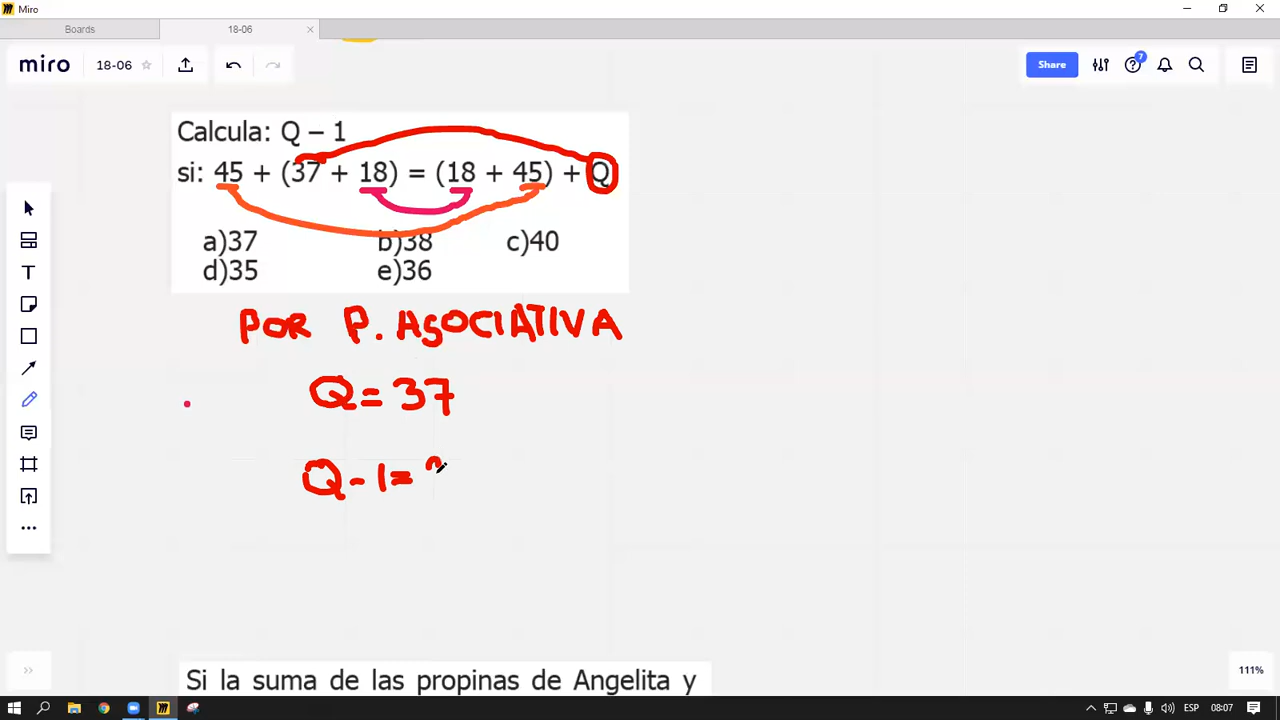 Miro
Boards
18-06
miro
18-06
Share
7
Calcula: Q – 1
si: 45 + (37 + 18) = (18 + 45) + Q
a)37 b)38 c)40
d)35 e)36
POR P. ASOCIATIVA
Q = 37
Q - 1 =
Si la suma de las propinas de Angelita y
111%
ESP 08:07